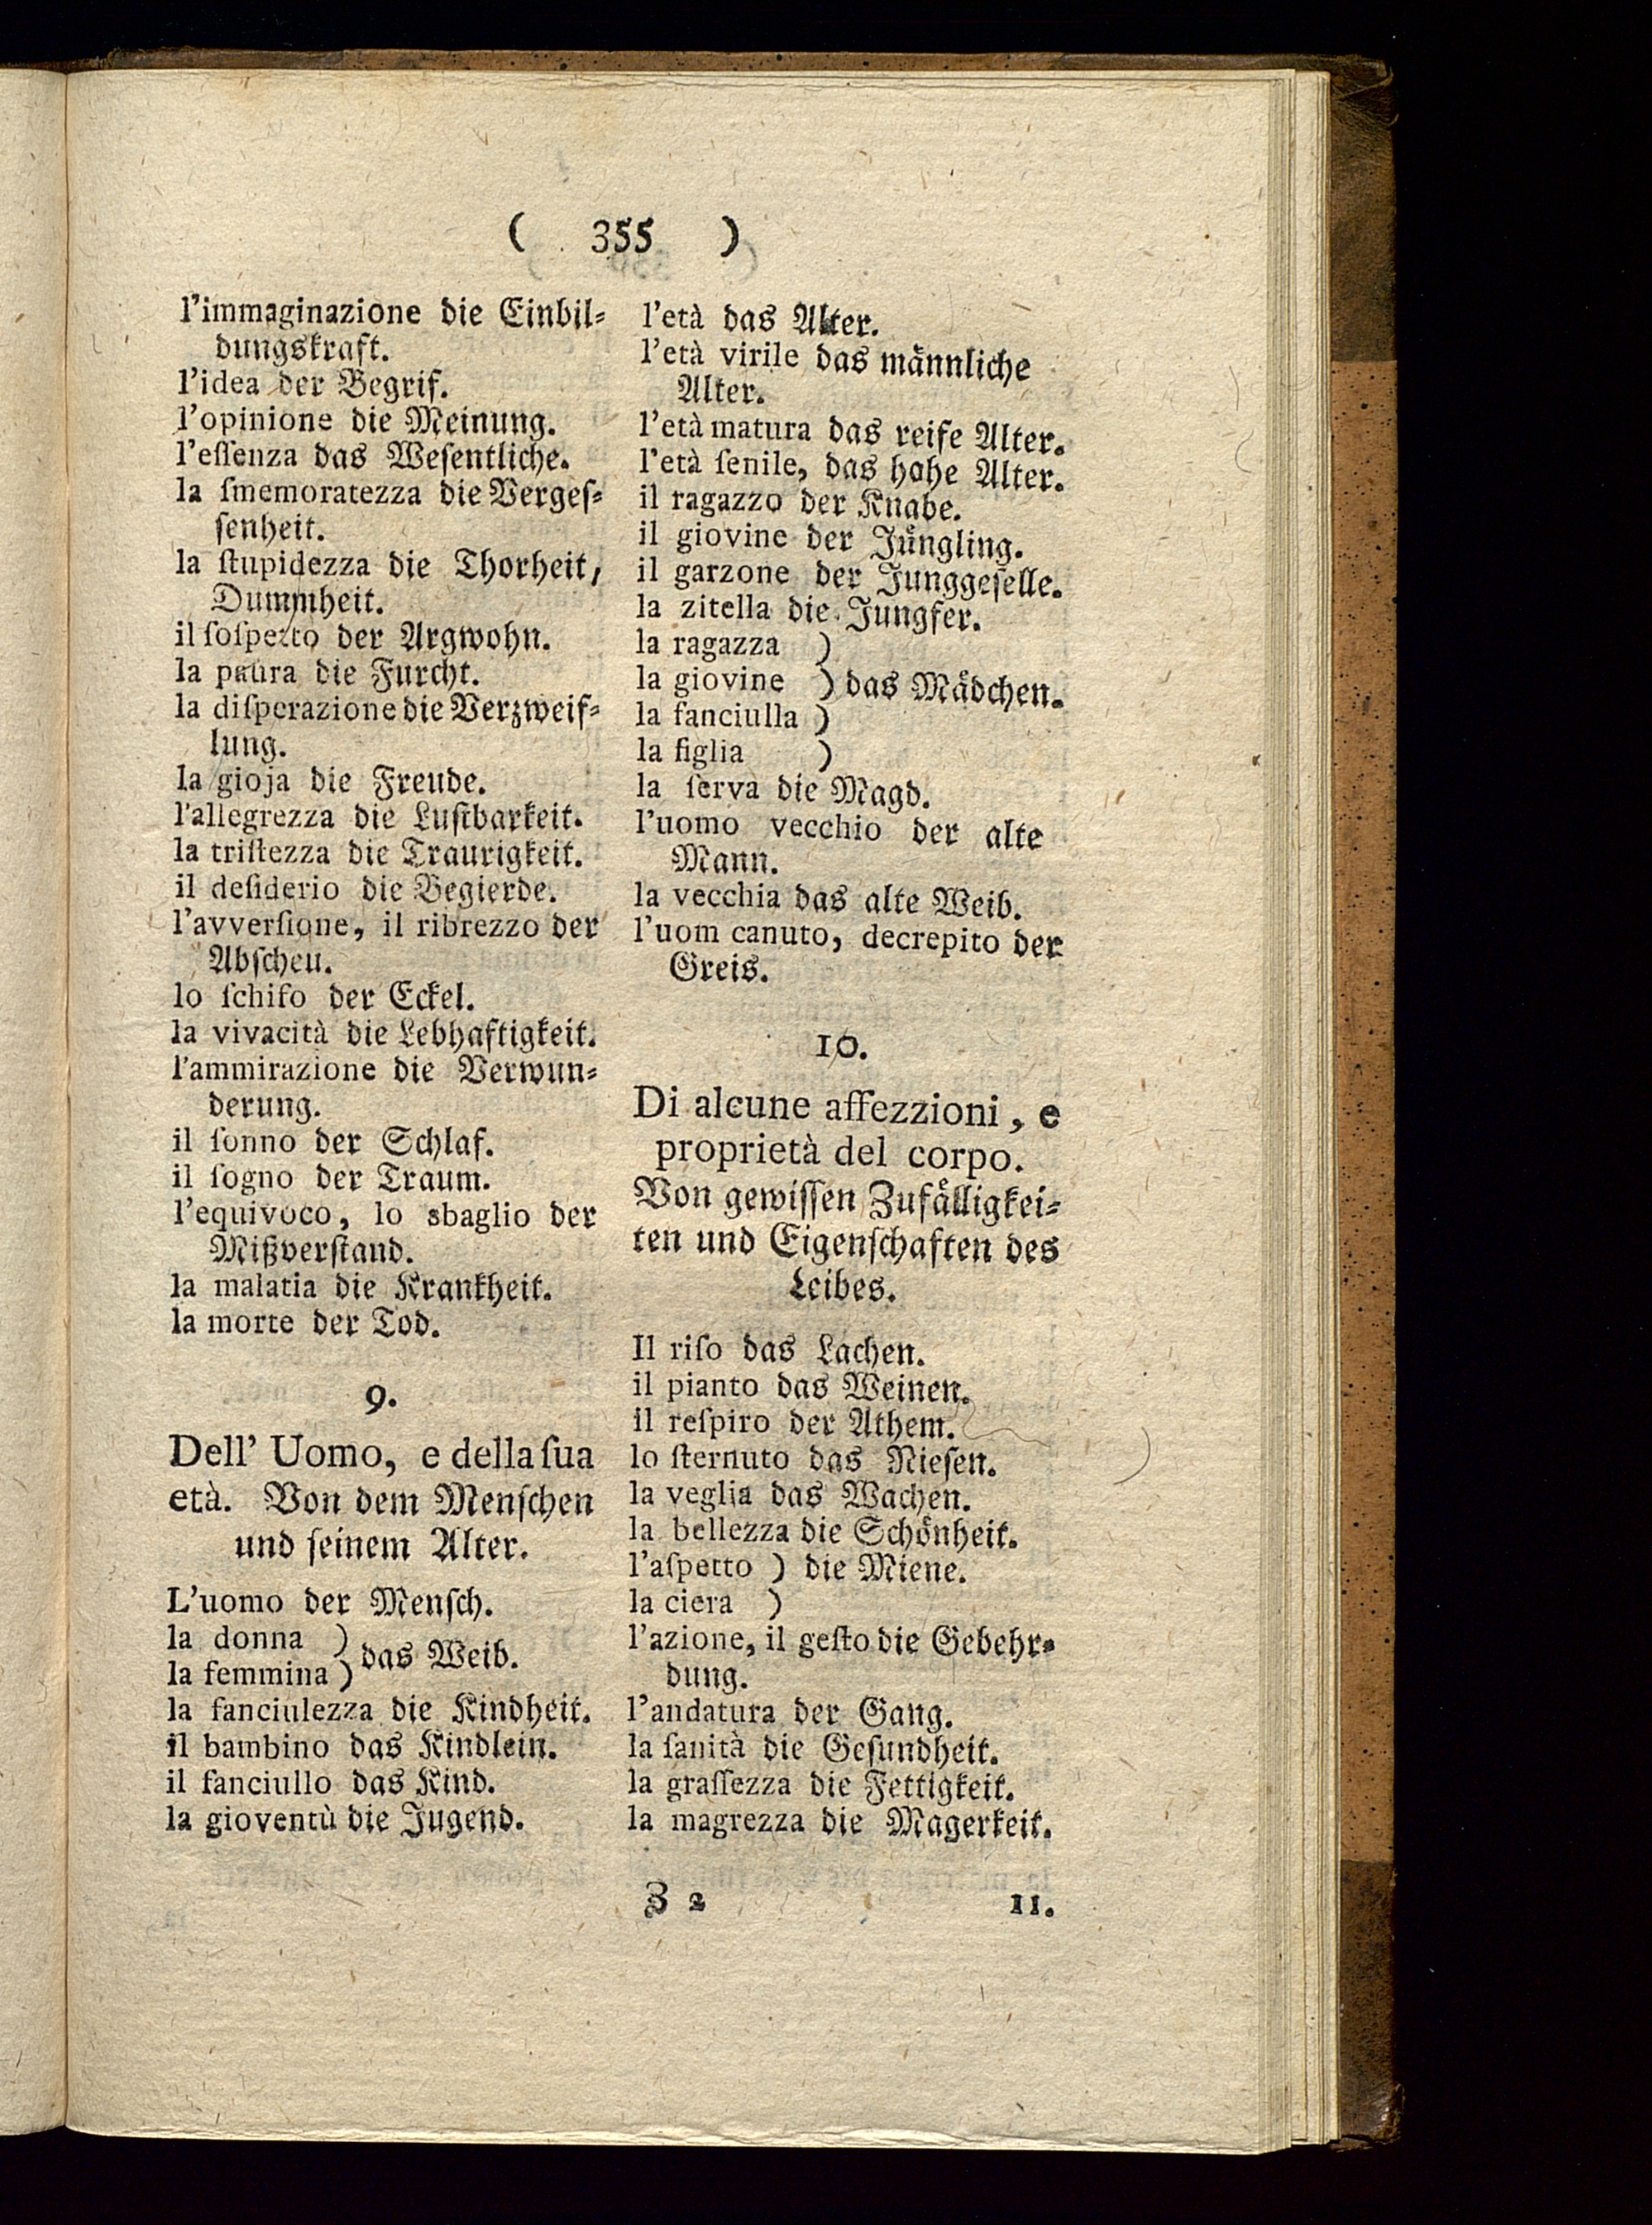 ( 355 )
l'immaginazione die Einbil⸗
dungskraft.
l'idea der Begrif.
l'opinione die Meinung.
l'eſſenza das Weſentliche.
la ſmemoratezza die Vergeſ⸗
ſenheit.
la ſtupidezza die Thorheit,
Dummheit.
il ſoſpetto der Argwohn.
la paura die Furcht.
la diſperazione die Verzweif⸗
lung.
la gioja die Freude.
l'allegrezza die Luſtbarkeit.
la triſtezza die Traurigkeit.
il deſiderio die Begierde.
l'avverſione, il ribrezzo der
Abſcheu.
lo ſchifo der Eckel.
la vivacità die Lebhaftigkeit.
l'ammirazione die Verwun⸗
derung.
il ſonno der Schlaf.
il ſogno der Traum.
l'equivoco, lo sbaglio der
Mißverſtand.
la malatia die Krankheit.
la morte der Tod.
9.
Dell' Uomo, e della ſua
età. Von dem Menſchen
und ſeinem Alter.
L'uomo der Menſch.
la donna )
das Weib.
la femmina )
la fanciulezza die Kindheit.
il bambino das Kindlein.
il fanciullo das Kind.
la gioventù die Jugend.
l'età das Alter.
l'età virile das männliche
Alter.
l'età matura das reife Alter.
l'età ſenile, das hohe Alter.
il ragazzo der Knabe.
il giovine der Jüngling.
il garzone der Junggeſelle.
la zitella die Jungfer.
la ragazza )
la giovine ) das Mädchen.
la fanciulla )
la figlia )
la ſerva die Magd.
l'uomo vecchio der alte
Mann.
la vecchia das alte Weib.
l'uom canuto, decrepito der
Greis.
10.
Di alcune affezzioni, e
proprietà del corpo.
Von gewiſſen Zufälligkei⸗
ten und Eigenſchaften des
Leibes.
Il riſo das Lachen.
il pianto das Weinen.
il reſpiro der Athem.
lo ſternuto das Nieſen.
la veglia das Wachen.
la bellezza die Schönheit.
l'aſpetto ) die Miene.
la ciera )
l'azione, il geſto die Gebehr⸗
dung.
l'andatura der Gang.
la ſanità die Geſundheit.
la graſſezza die Fettigkeit.
la magrezza die Magerkeit.
Z 2 11.